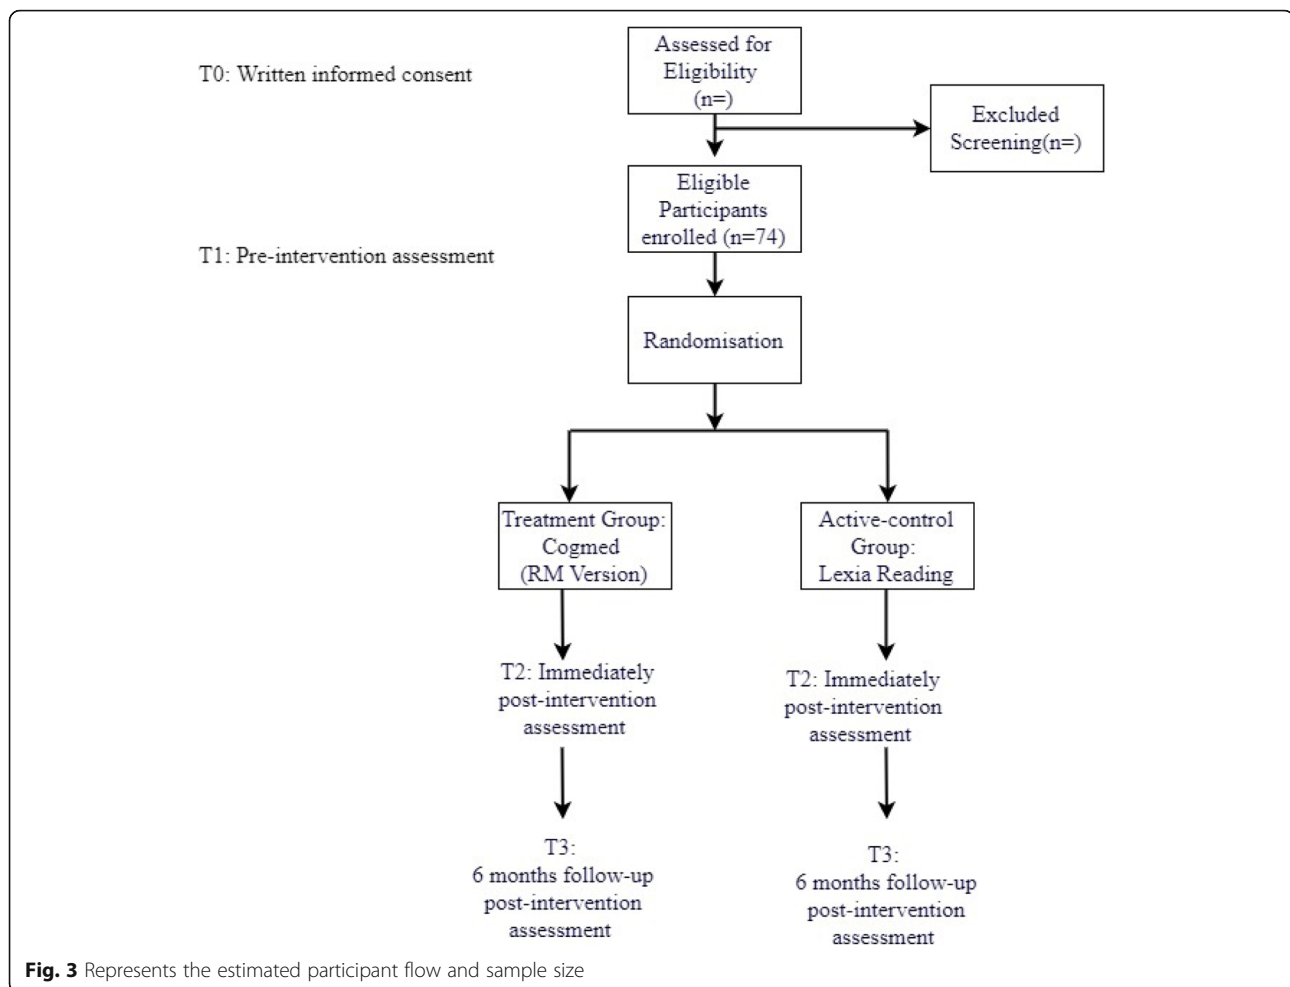 T0: Written informed consent
Assessed for
Eligibility
(n=)
Excluded
Screening(n=)
Eligible
Participants
enrolled (n=74)
T1: Pre-intervention assessment
Randomisation
Treatment Group:
Cogmed
(RM Version)
Active-control
Group:
Lexia Reading
T2: Immediately
post-intervention
assessment
T2: Immediately
post-intervention
assessment
T3:
6 months follow-up
post-intervention
assessment
T3:
6 months follow-up
post-intervention
assessment
Fig. 3 Represents the estimated participant flow and sample size